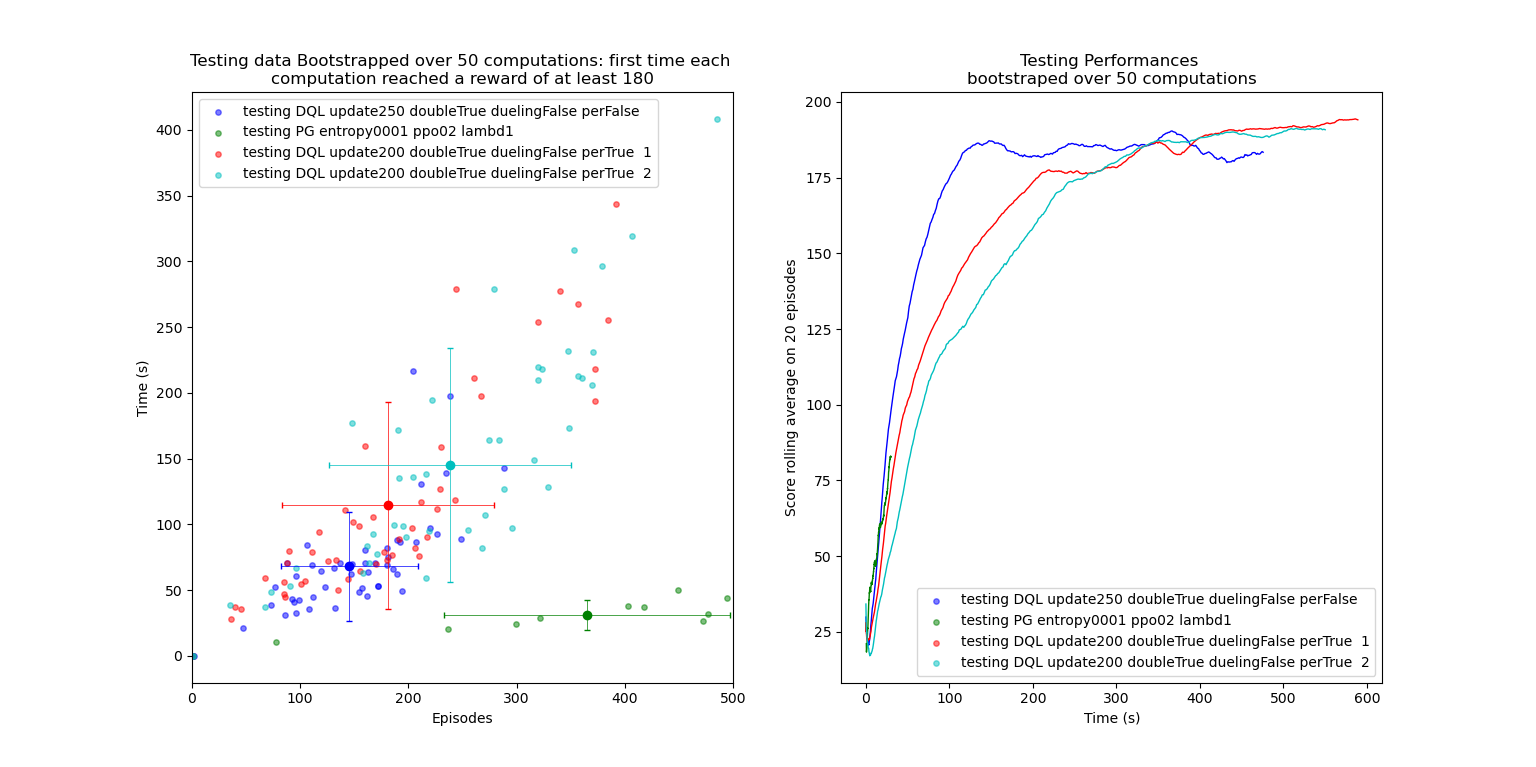 Testing data Bootstrapped over 50 computations: first time each
computation reached a reward of at least 180
testing DQL update250 doubleTrue duelingFalse perFalse
testing PG entropy0001 ppo02 lambd1
testing DQL update200 doubleTrue duelingFalse perTrue  1
testing DQL update200 doubleTrue duelingFalse perTrue  2
Time (s)
400
350
300
250
200
150
100
50
0
0 100 200 300 400 500
Episodes
Testing Performances
bootstraped over 50 computations
Score rolling average on 20 episodes
200
175
150
125
100
75
50
25
testing DQL update250 doubleTrue duelingFalse perFalse
testing PG entropy0001 ppo02 lambd1
testing DQL update200 doubleTrue duelingFalse perTrue  1
testing DQL update200 doubleTrue duelingFalse perTrue  2
0 100 200 300 400 500 600
Time (s)